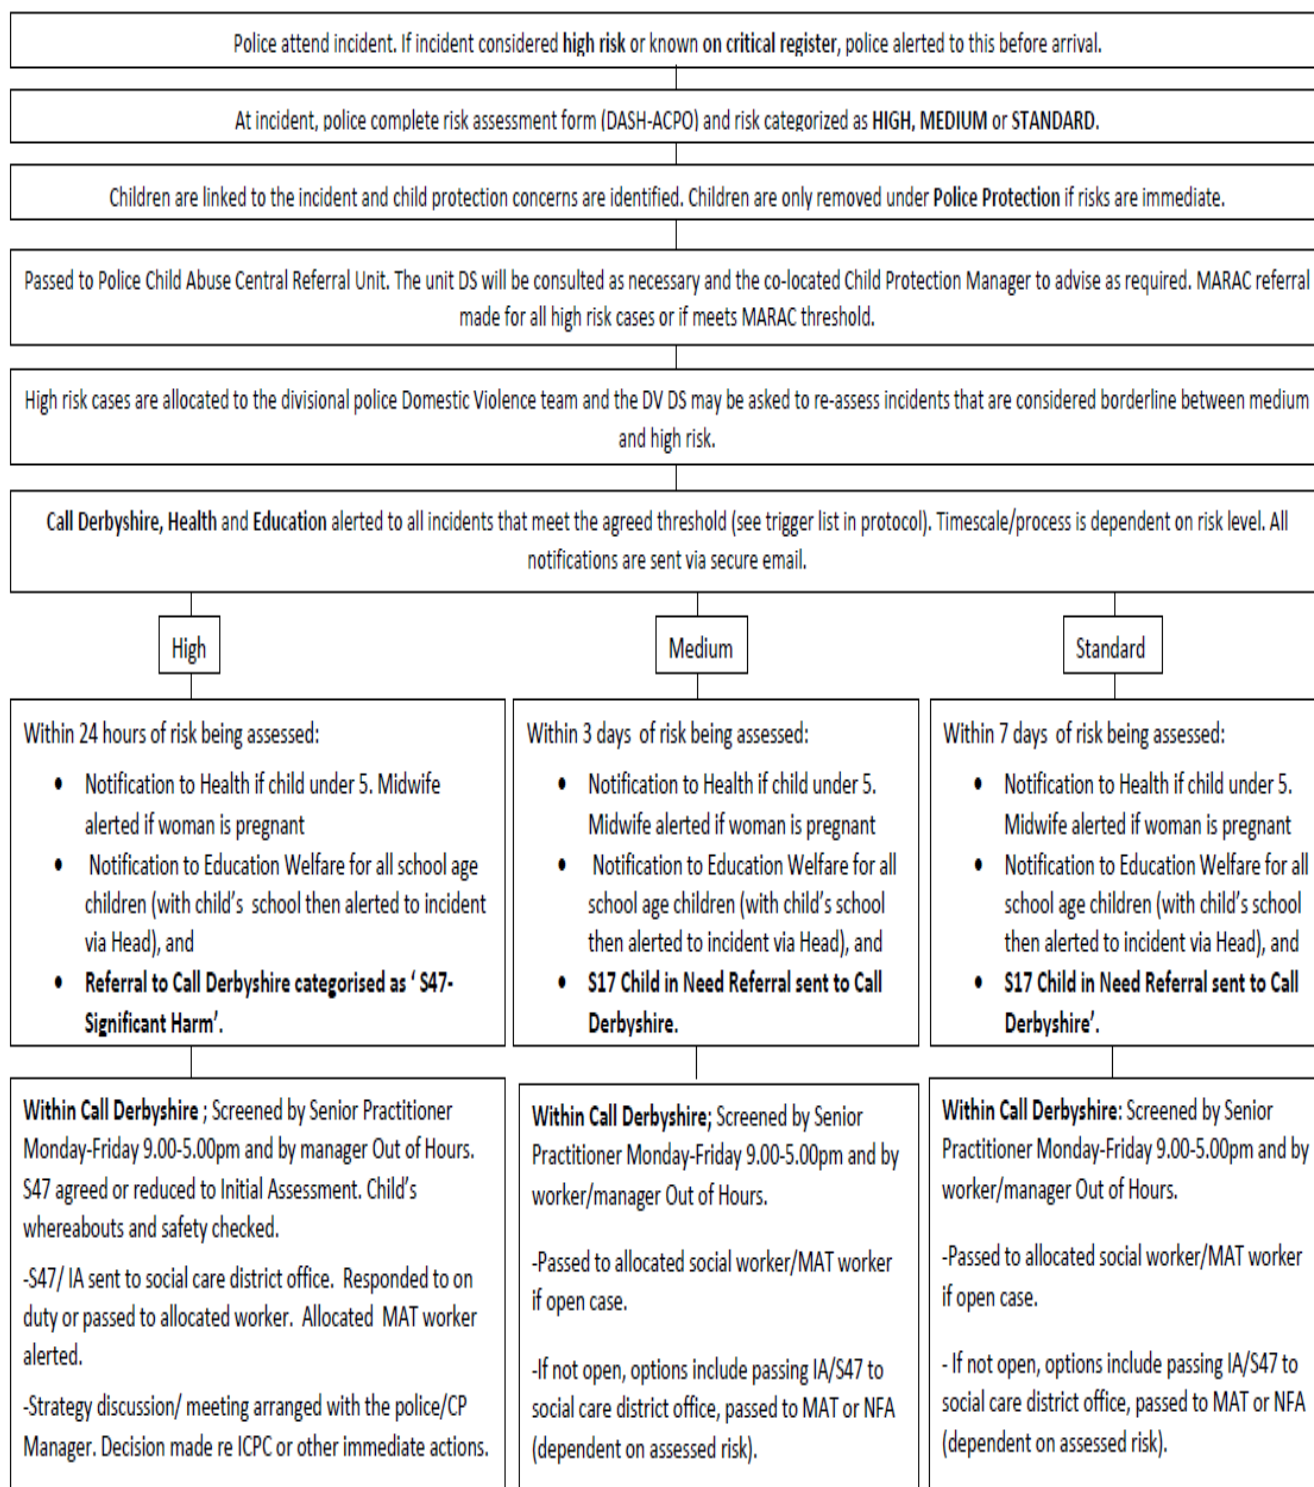 Police attend incident. If incident considered high risk or known on critical register, police alerted to this before arrival.
At incident, police complete risk assessment form (DASH-ACPO) and risk categorized as HIGH, MEDIUM or STANDARD.
Children are linked to the incident and child protection concerns are identified. Children are only removed under Police Protection if risks are immediate.
Passed to Police Child Abuse Central Referral Unit. The unit DS will be consulted as necessary and the co-located Child Protection Manager to advise as required. MARAC referral
made for all high risk cases or if meets MARAC threshold.
High risk cases are allocated to the divisional police Domestic Violence team and the DV DS may be asked to re-assess incidents that are considered borderline between medium
and high risk.
Call Derbyshire, Health and Education alerted to all incidents that meet the agreed threshold (see trigger list in protocol). Timescale/process is dependent on risk level. All
notifications are sent via secure email.
High
Within 24 hours of risk being assessed:
• Notification to Health if child under 5. Midwife
alerted if woman is pregnant
• Notification to Education Welfare for all school age
children (with child's school then alerted to incident
via Head), and
• Referral to Call Derbyshire categorised as ' S47-
Significant Harm'.
Within Call Derbyshire ; Screened by Senior Practitioner
Monday-Friday 9.00-5.00pm and by manager Out of Hours.
S47 agreed or reduced to Initial Assessment. Child's
whereabouts and safety checked.
-S47/ IA sent to social care district office. Responded to on
duty or passed to allocated worker. Allocated MAT worker
alerted.
-Strategy discussion/ meeting arranged with the police/CP
Manager. Decision made re ICPC or other immediate actions.
Medium
Within 3 days of risk being assessed:
• Notification to Health if child under 5.
Midwife alerted if woman is pregnant
• Notification to Education Welfare for all
school age children (with child's school
then alerted to incident via Head), and
• S17 Child in Need Referral sent to Call
Derbyshire.
Within Call Derbyshire; Screened by Senior
Practitioner Monday-Friday 9.00-5.00pm and by
worker/manager Out of Hours.
-Passed to allocated social worker/MAT worker
if open case.
-If not open, options include passing IA/S47 to
social care district office, passed to MAT or NFA
(dependent on assessed risk).
Standard
Within 7 days of risk being assessed:
• Notification to Health if child under 5.
Midwife alerted if woman is pregnant
• Notification to Education Welfare for all
school age children (with child's school
then alerted to incident via Head), and
• S17 Child in Need Referral sent to Call
Derbyshire'.
Within Call Derbyshire: Screened by Senior
Practitioner Monday-Friday 9.00-5.00pm and by
worker/manager Out of Hours.
-Passed to allocated social worker/MAT worker
if open case.
- If not open, options include passing IA/S47 to
social care district office, passed to MAT or NFA
(dependent on assessed risk).